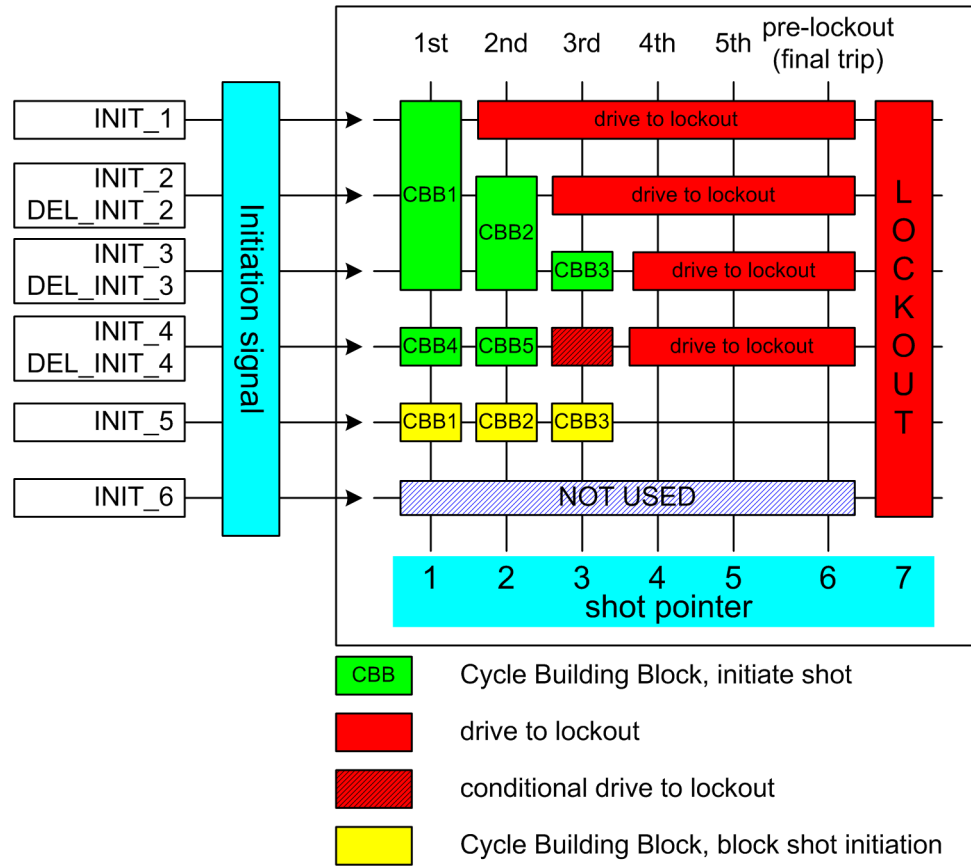 1st 2nd 3rd 4th 5th pre-lockout
(final trip)
INIT_1
drive to lockout
INIT_2
DEL_INIT_2
CBB1
CBB2
drive to lockout
INIT_3
DEL_INIT_3
CBB3
drive to lockout
INIT_4
DEL_INIT_4
CBB4
CBB5
drive to lockout
INIT_5
CBB1
CBB2
CBB3
INIT_6
NOT USED
Initiation signal
LOCKOUT
1 2 3 4 5 6 7
shot pointer
CBB Cycle Building Block, initiate shot
drive to lockout
conditional drive to lockout
Cycle Building Block, block shot initiation